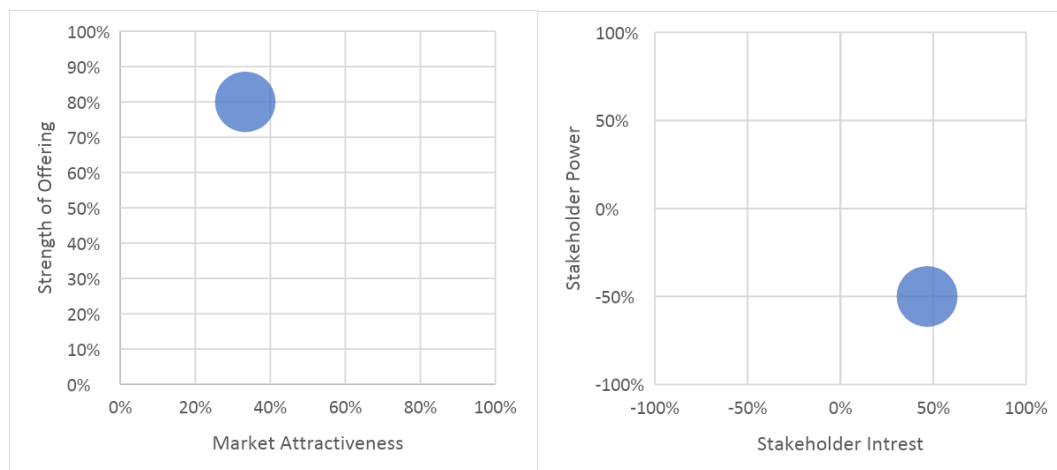 100%
90%
80%
70%
60%
50%
40%
30%
20%
10%
0%
0% 20% 40% 60% 80% 100%
Strength of Offering
Market Attractiveness
100%
50%
0%
-50%
-100%
-100% -50% 0% 50% 100%
Stakeholder Power
Stakeholder Intrest